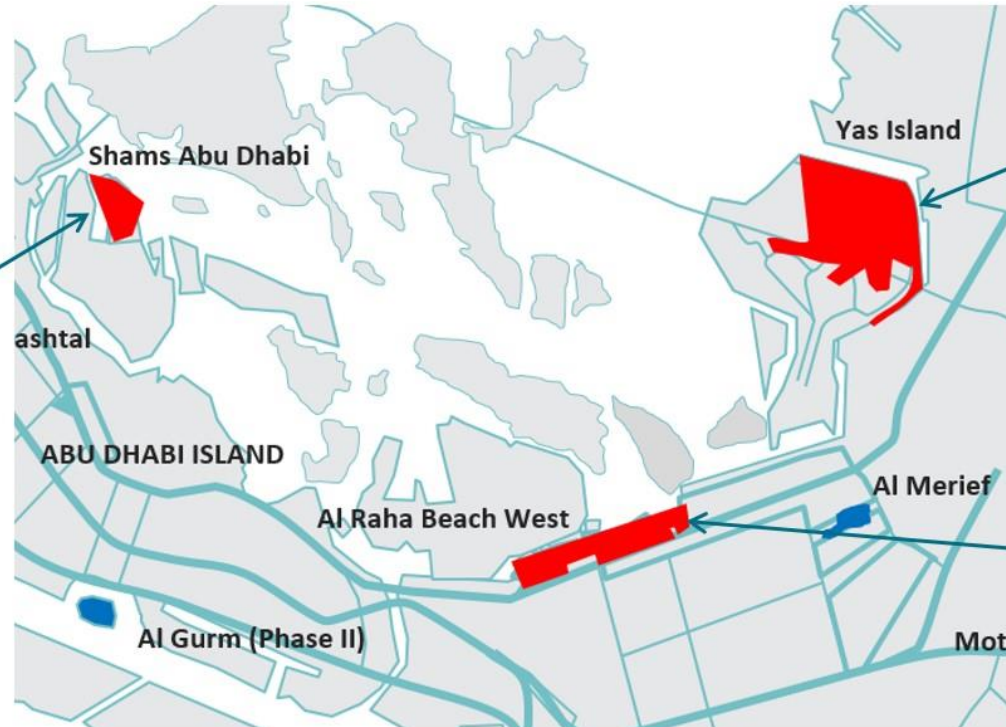 Yas Island
Shams Abu Dhabi
ashtal
ABU DHABI ISLAND
Al Merief
Al Raha Beach West
Al Gurm (Phase II)
Mot